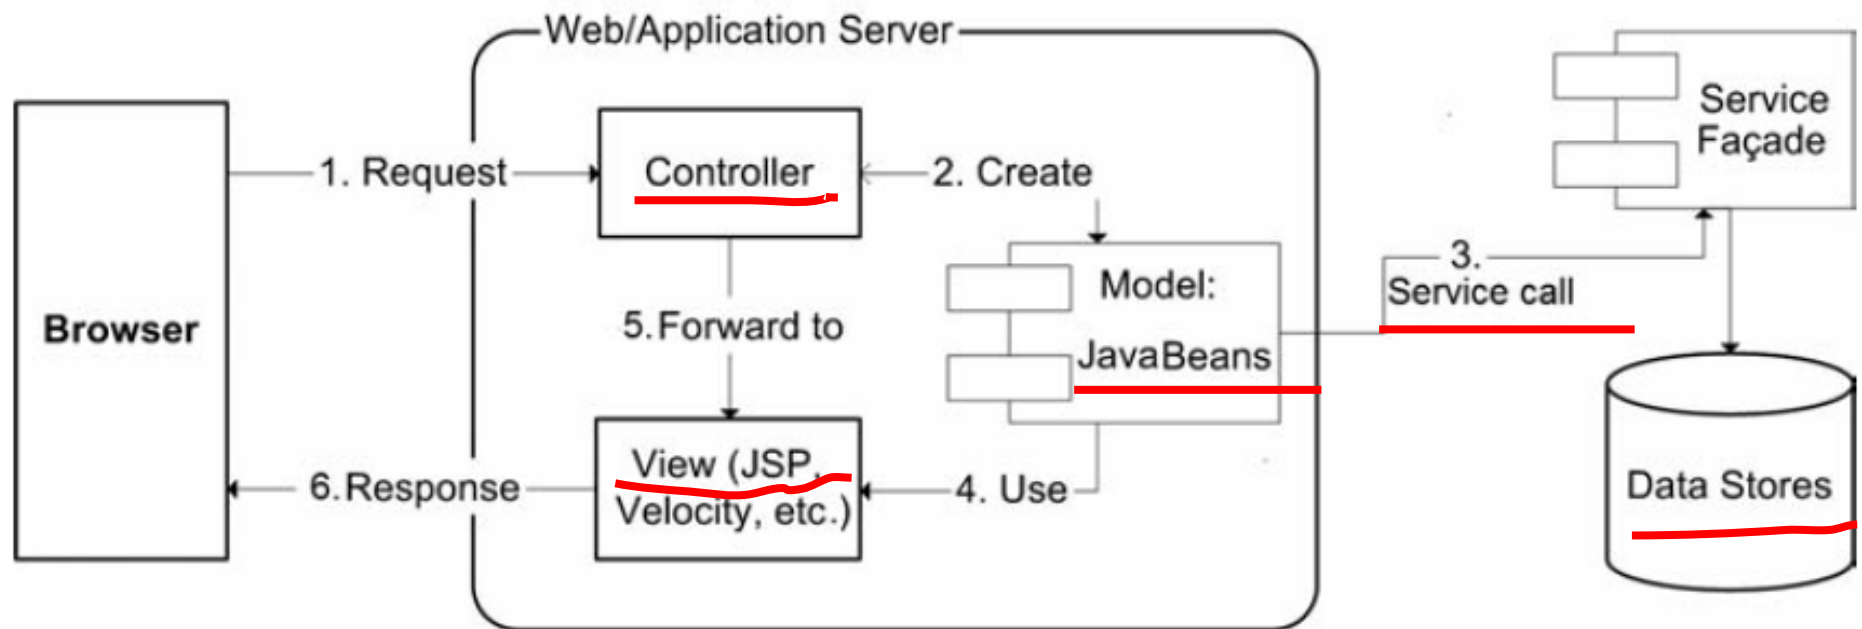 Web/Application Server
Service
Façade
1. Request
Controller
2. Create
3.
Service call
Model:
JavaBeans
Browser
5.Forward to
View (JSP,
Velocity, etc.)
6.Response
4. Use
Data Stores